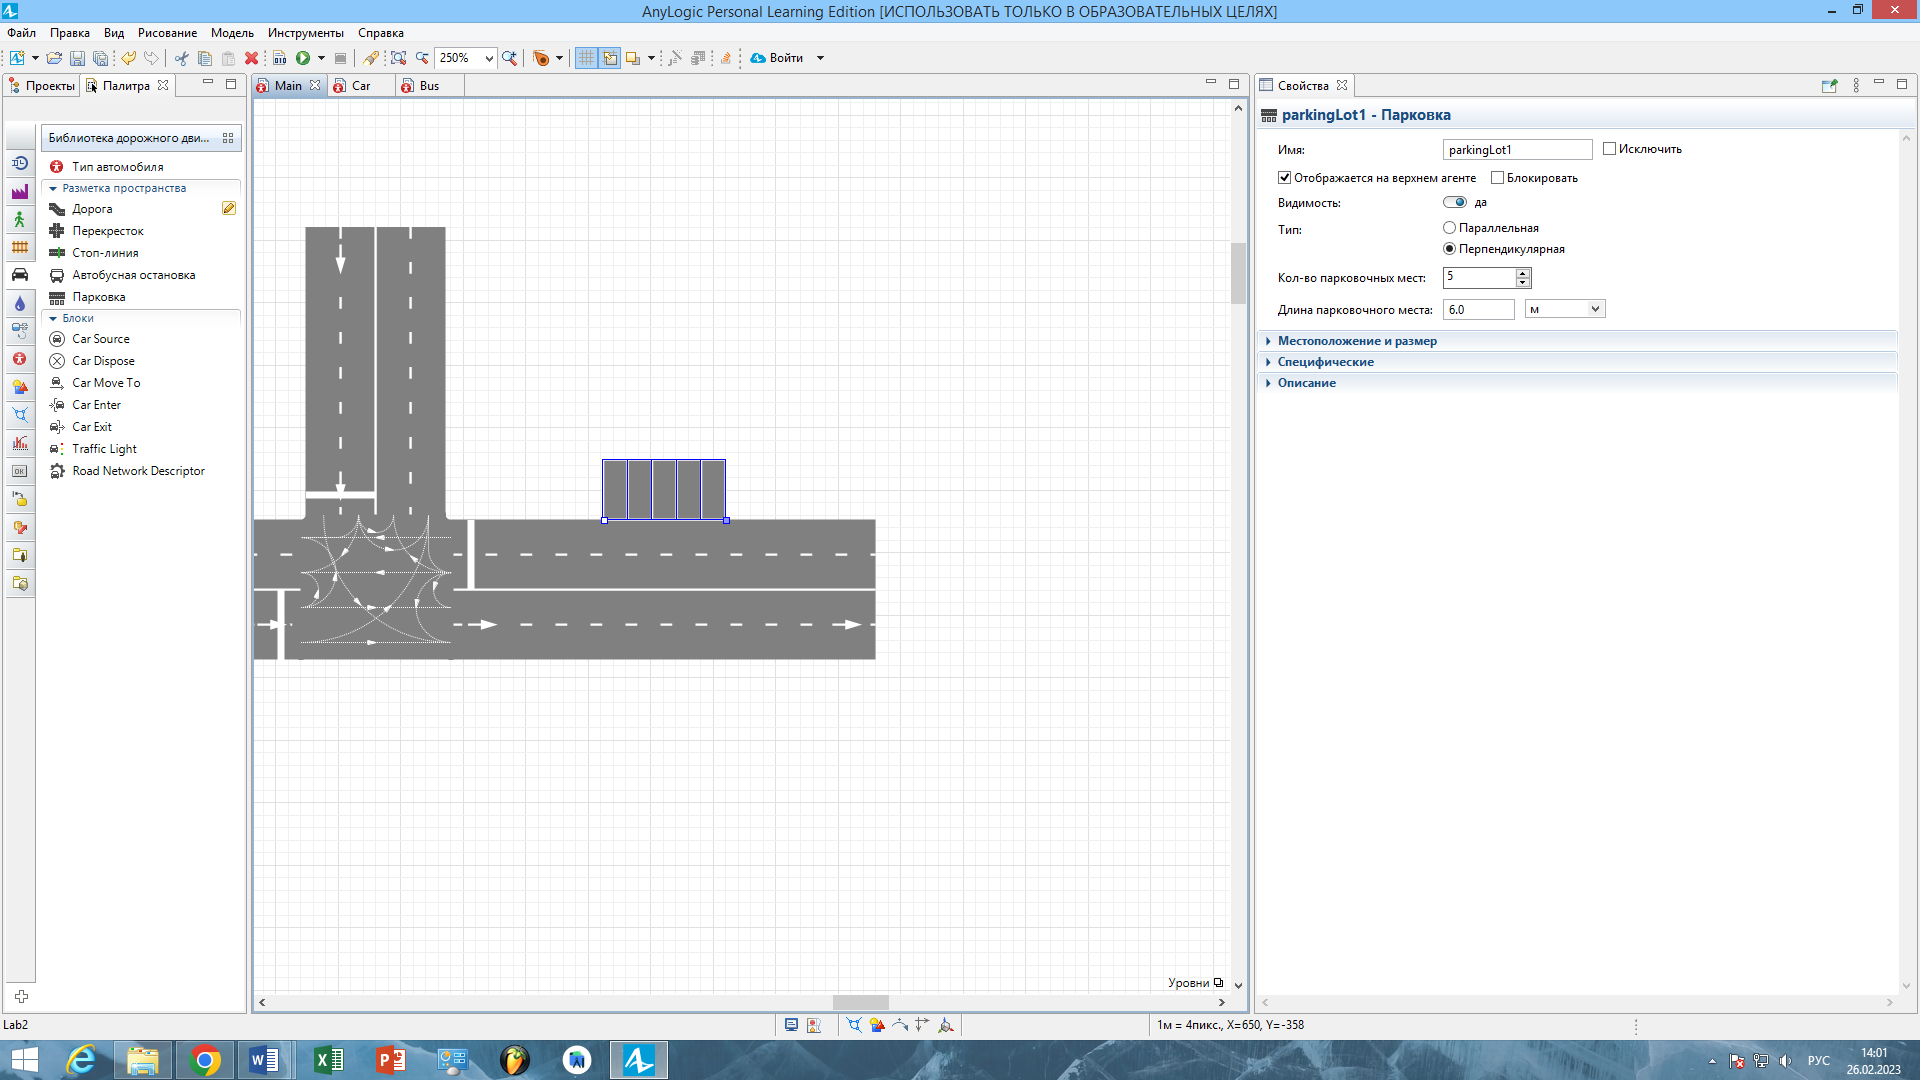 AnyLogic Personal Learning Edition [ИСПОЛЬЗОВАТЬ ТОЛЬКО В ОБРАЗОВАТЕЛЬНЫХ ЦЕЛЯХ]
Файл Правка Вид Рисование Модель Инструменты Справка
250% Войти
Проекты Палитра
Main Car Bus
Свойства
Библиотека дорожного дви...
Тип автомобиля
Разметка пространства
Дорога
Перекресток
Стоп-линия
Автобусная остановка
Парковка
Блоки
Car Source
Car Dispose
Car Move To
Car Enter
Car Exit
Traffic Light
Road Network Descriptor
parkingLot1 - Парковка
Имя: parkingLot1 Исключить
Отображается на верхнем агенте Блокировать
Видимость: да
Тип: Параллельная
Перпендикулярная
Кол-во парковочных мест: 5
Длина парковочного места: 6.0 м
Местоположение и размер
Специфические
Описание
Уровни
Lab2
1м = 4пикс., X=650, Y=-358
РУС
14:01
26.02.2023